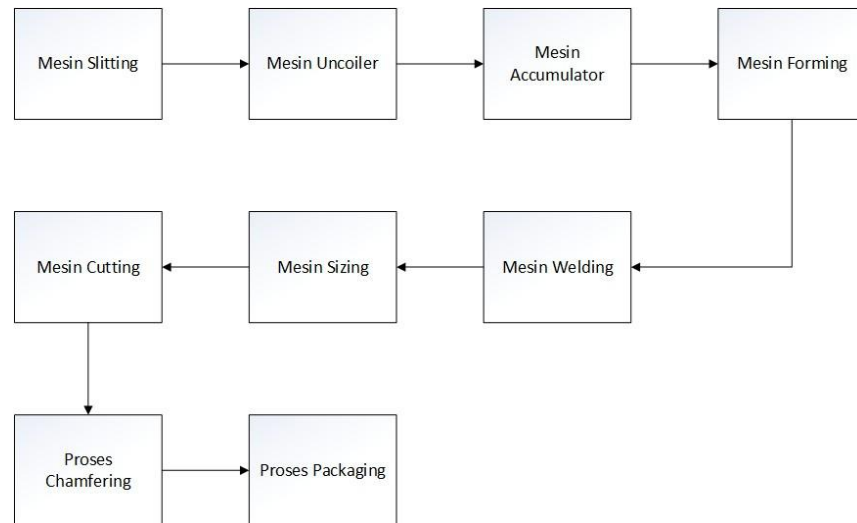 Mesin Slitting
Mesin Uncoiler
Mesin
Accumulator
Mesin Forming
Mesin Cutting
Mesin Sizing
Mesin Welding
Proses
Chamfering
Proses Packaging